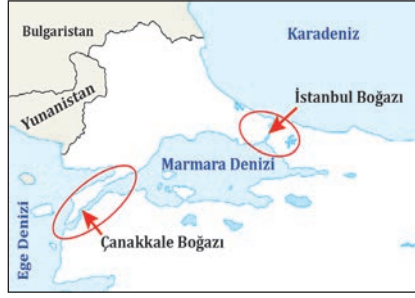 Bulgaristan
Karadeniz
Yunanistan
İstanbul Boğazı
Marmara Denizi
Ege Denizi
Çanakkale Boğazı